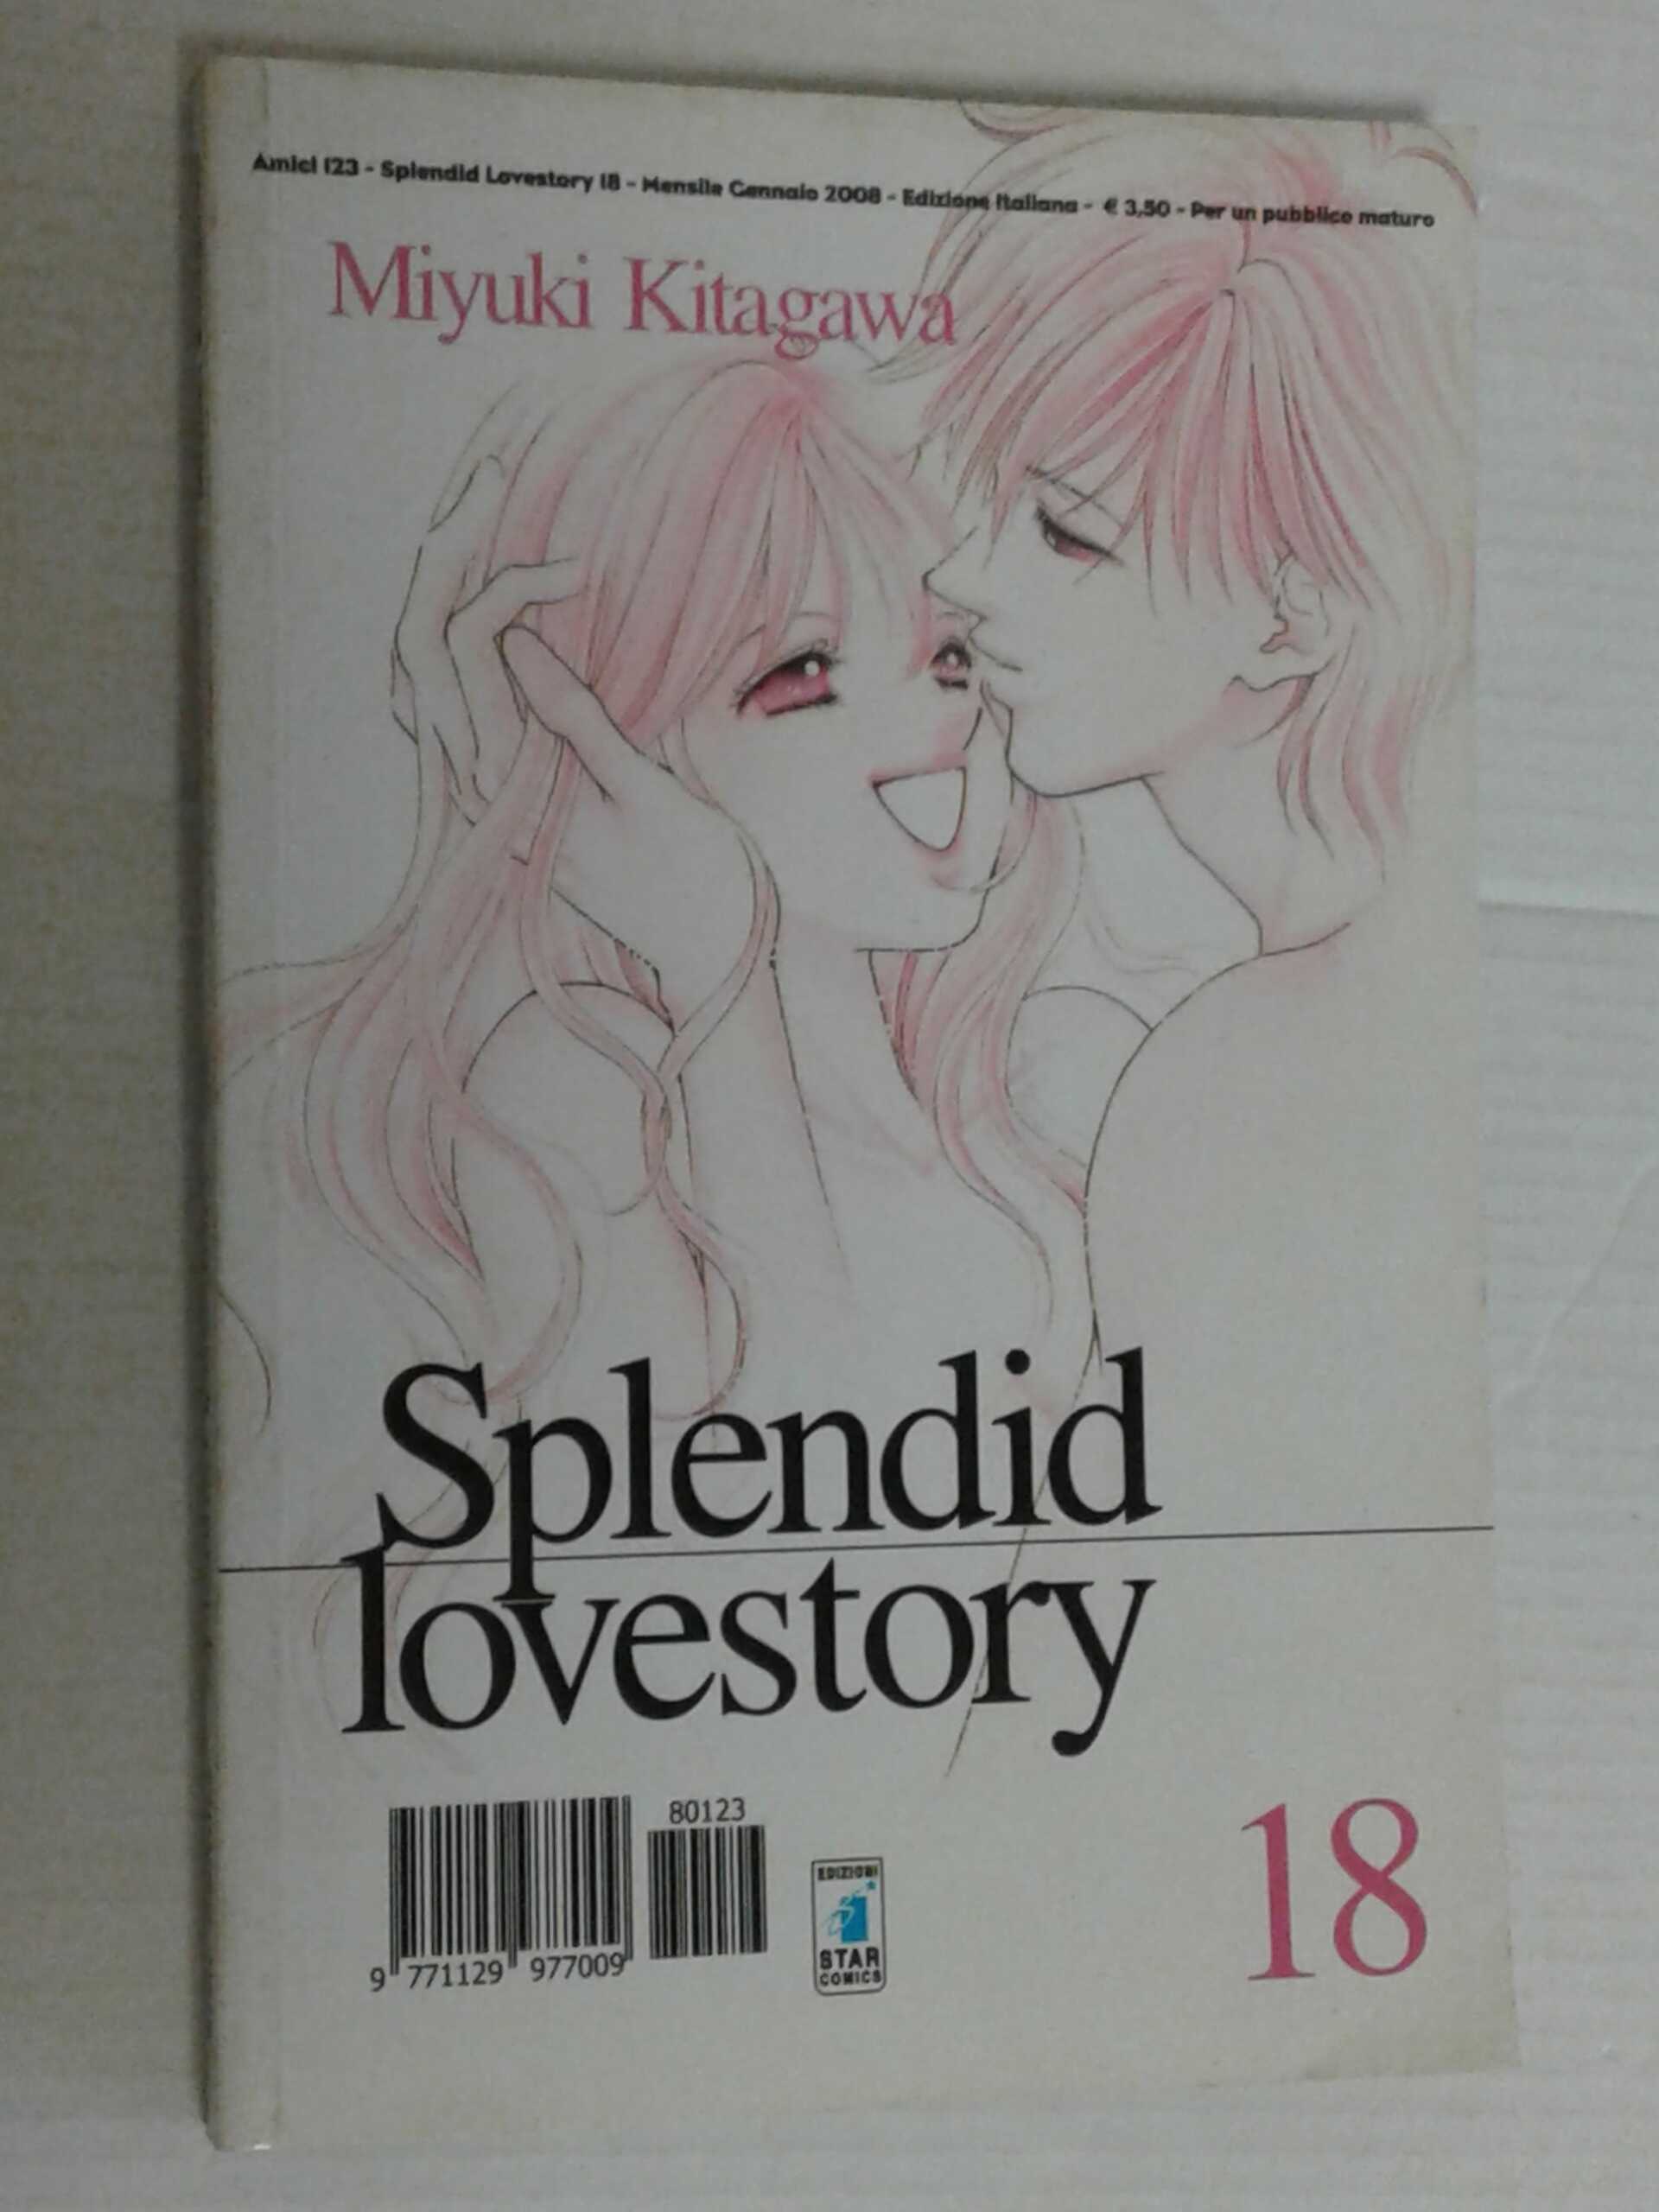 Amici 123 - Splendid Lovestory 18 - Mensile Gennaio 2008 - Edizione Italiana - € 3,50 - Per un pubblico maturo
Miyuki Kitagawa
Splendid
lovestory
80123
9 771129 977009
EDIZIONI
STAR
COMICS
18